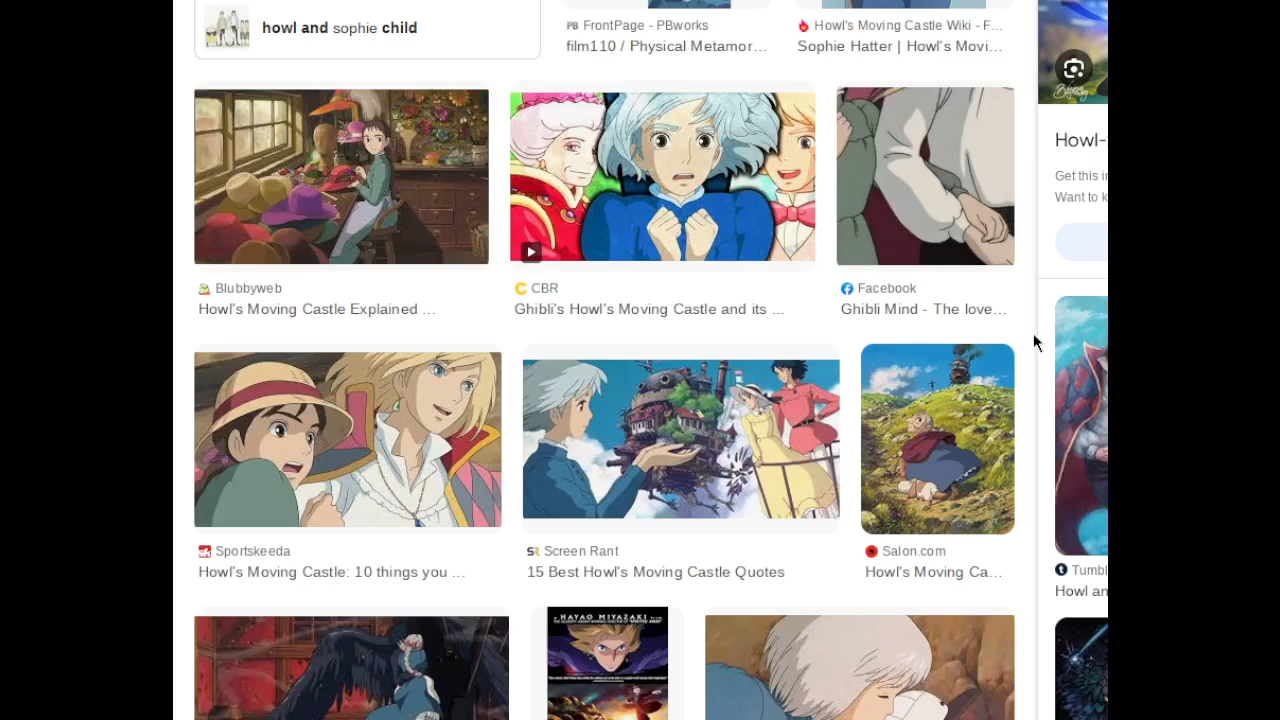 howl and sophie child
PB FrontPage - PBworks
film110 / Physical Metamor...
Howl's Moving Castle Wiki - F...
Sophie Hatter | Howl's Movi...
Blubbyweb
Howl's Moving Castle Explained ...
CBR
Ghibli's Howl's Moving Castle and its ...
Facebook
Ghibli Mind - The love...
Howl-
Get this i
Want to k
Sportskeeda
Howl's Moving Castle: 10 things you ...
SR Screen Rant
15 Best Howl's Moving Castle Quotes
Salon.com
Howl's Moving Ca...
Tumbl
Howl an
HAYAO MIYAZAKI